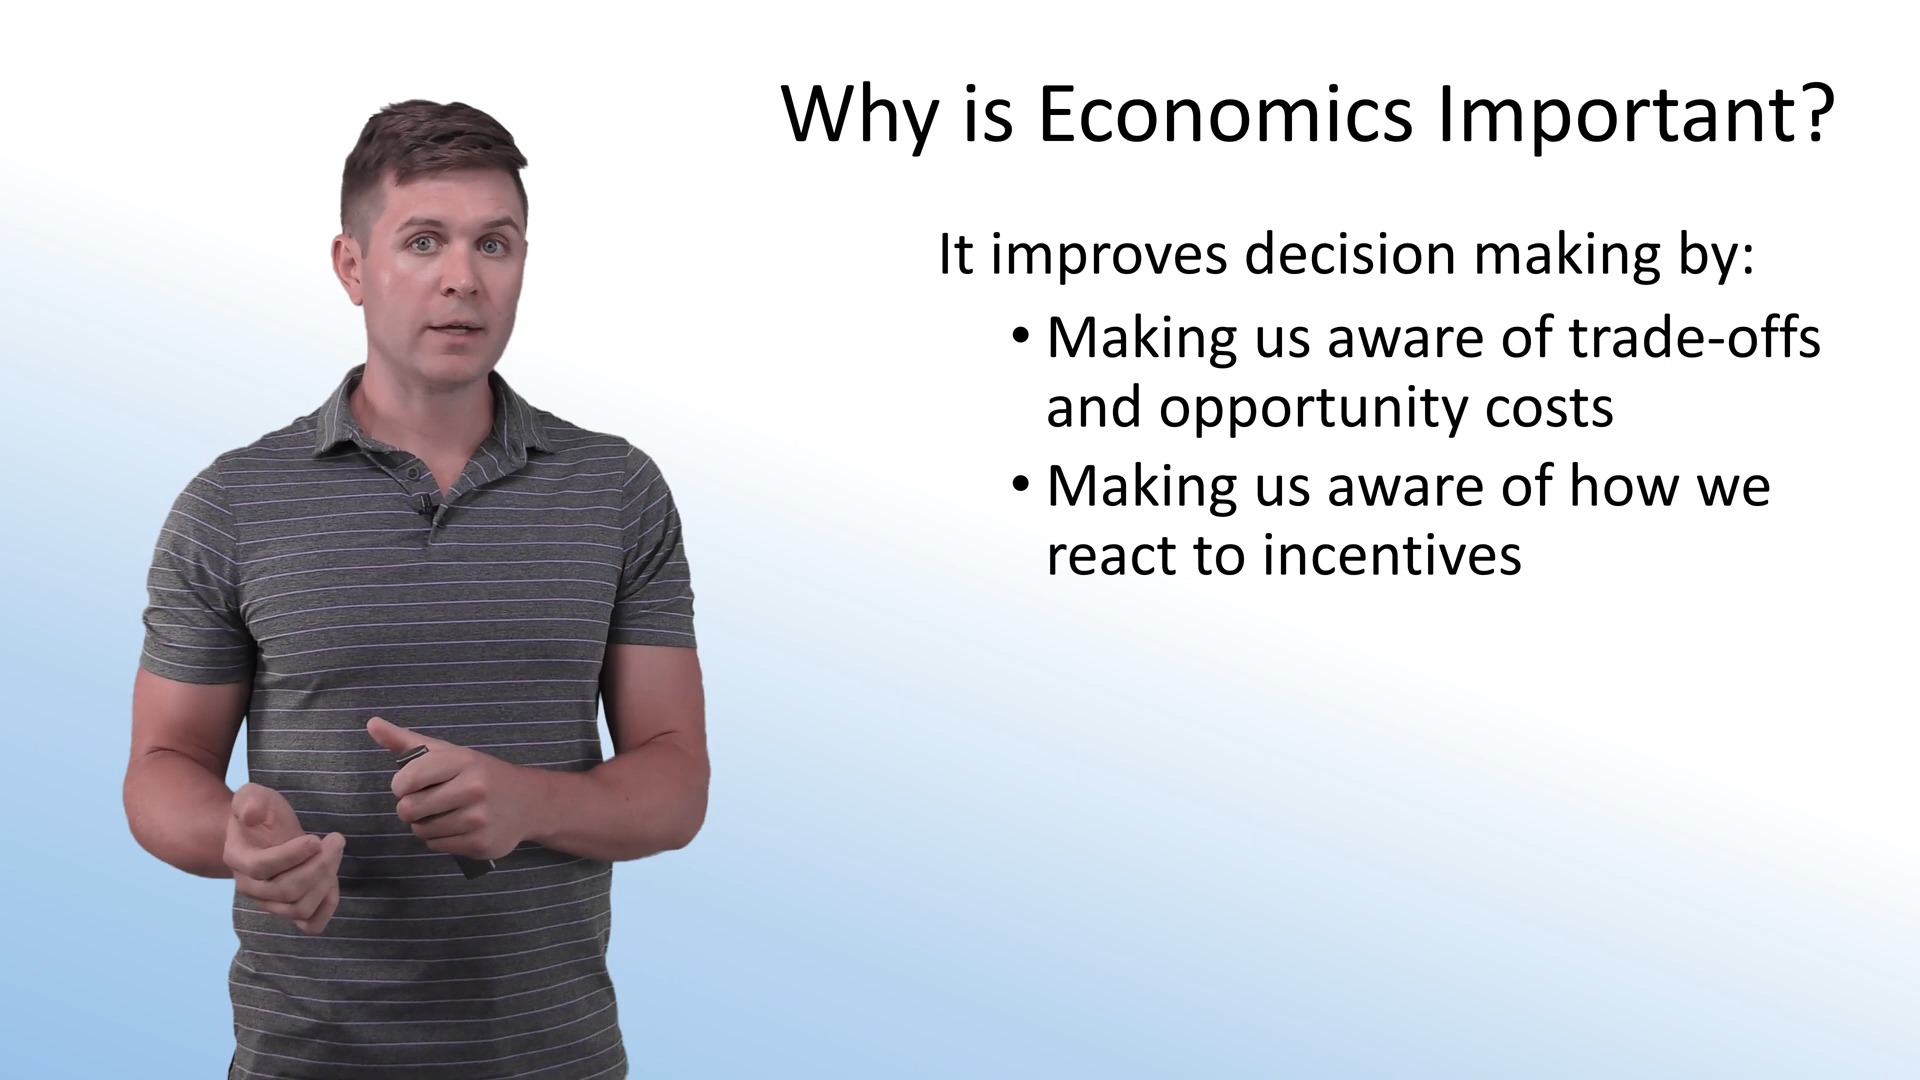 Why is Economics Important?
It improves decision making by:
• Making us aware of trade-offs
and opportunity costs
• Making us aware of how we
react to incentives